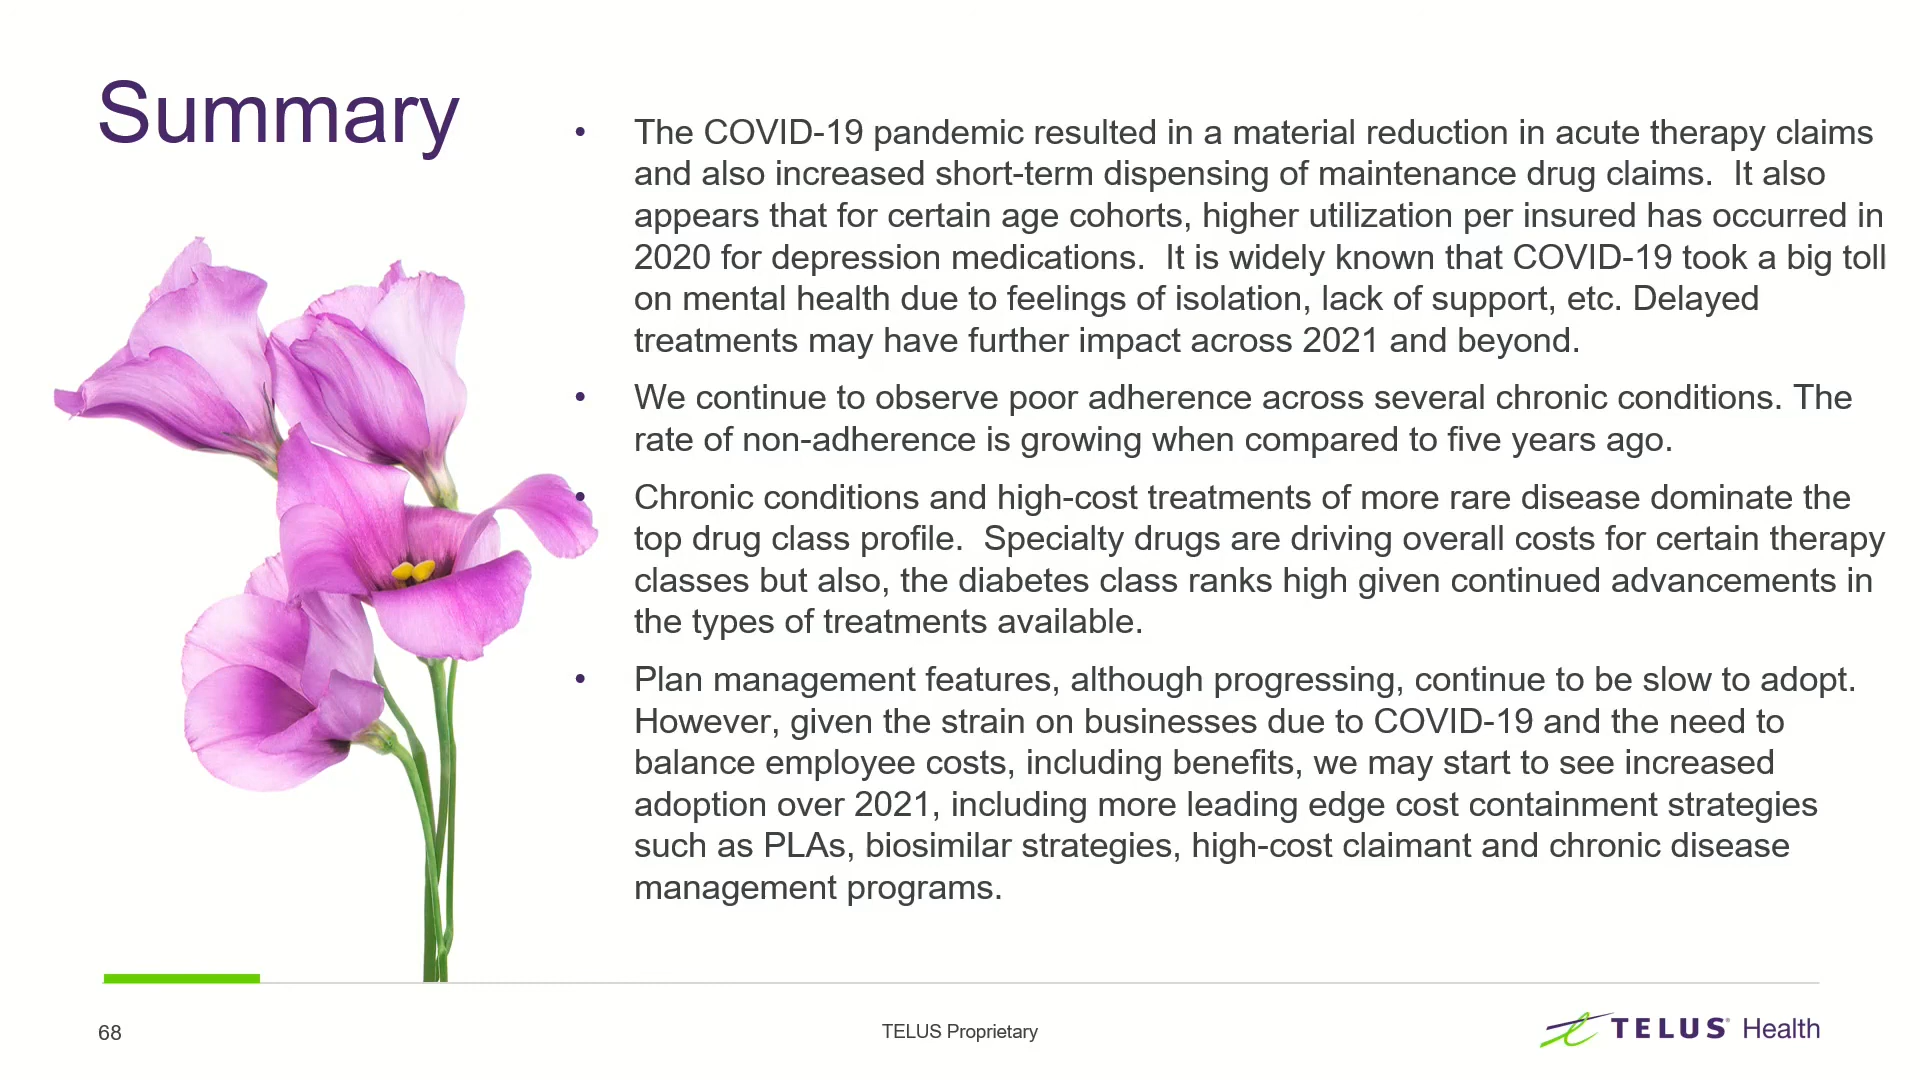 Summary
• The COVID-19 pandemic resulted in a material reduction in acute therapy claims
and also increased short-term dispensing of maintenance drug claims.  It also
appears that for certain age cohorts, higher utilization per insured has occurred in
2020 for depression medications.  It is widely known that COVID-19 took a big toll
on mental health due to feelings of isolation, lack of support, etc. Delayed
treatments may have further impact across 2021 and beyond.
• We continue to observe poor adherence across several chronic conditions. The
rate of non-adherence is growing when compared to five years ago.
• Chronic conditions and high-cost treatments of more rare disease dominate the
top drug class profile.  Specialty drugs are driving overall costs for certain therapy
classes but also, the diabetes class ranks high given continued advancements in
the types of treatments available.
• Plan management features, although progressing, continue to be slow to adopt.
However, given the strain on businesses due to COVID-19 and the need to
balance employee costs, including benefits, we may start to see increased
adoption over 2021, including more leading edge cost containment strategies
such as PLAs, biosimilar strategies, high-cost claimant and chronic disease
management programs.
68
TELUS Proprietary
TELUS® Health